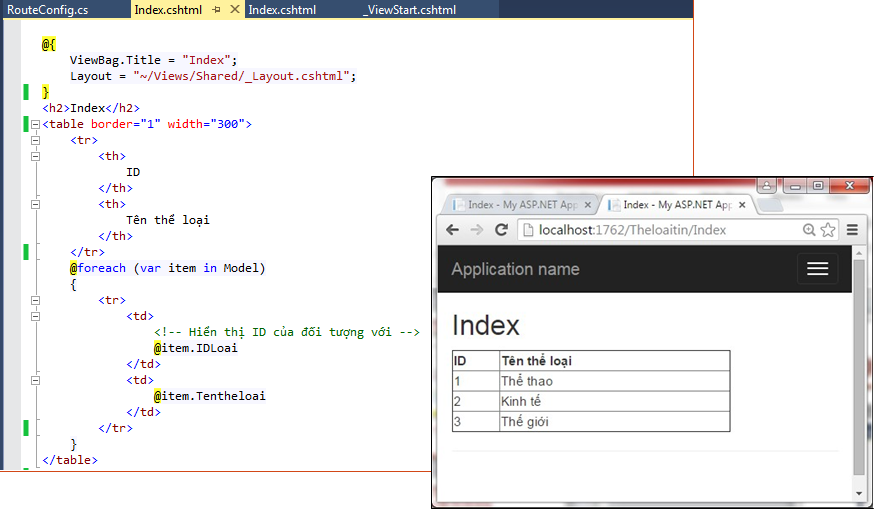 RouteConfig.cs Index.cshtml Index.cshtml _ViewStart.cshtml
@{
ViewBag.Title = "Index";
Layout = "~/Views/Shared/_Layout.cshtml";
}
<h2>Index</h2>
<table border="1" width="300">
<tr>
<th>
ID
</th>
<th>
Tên thể loại
</th>
</tr>
@foreach (var item in Model)
{
<tr>
<td>
<!-- Hiển thị ID của đối tượng với -->
@item.IDLoai
</td>
<td>
@item.Tentheloai
</td>
</tr>
}
</table>
Index - My ASP.NET App Index - My ASP.NET App
localhost:1762/Theloaitin/Index
Application name
Index
ID Tên thể loại
1 Thể thao
2 Kinh tế
3 Thế giới